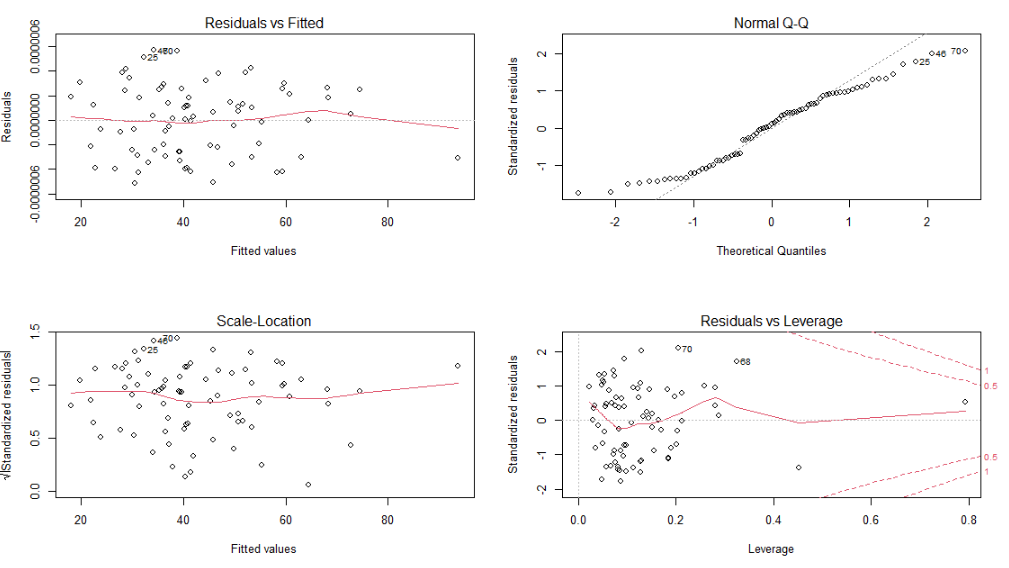 Residuals vs Fitted
Residuals
-0.0000006 0.0000000 0.0000006
46 70
25
20 40 60 80
Fitted values
Normal Q-Q
Standardized residuals
-1 0 1 2
25 46 70
-2 -1 0 1 2
Theoretical Quantiles
Scale-Location
√|Standardized residuals|
0.0 0.5 1.0 1.5
46 70
25
20 40 60 80
Fitted values
Residuals vs Leverage
Standardized residuals
-2 -1 0 1 2
70
68
1
0.5
0.5
1
0.0 0.2 0.4 0.6 0.8
Leverage